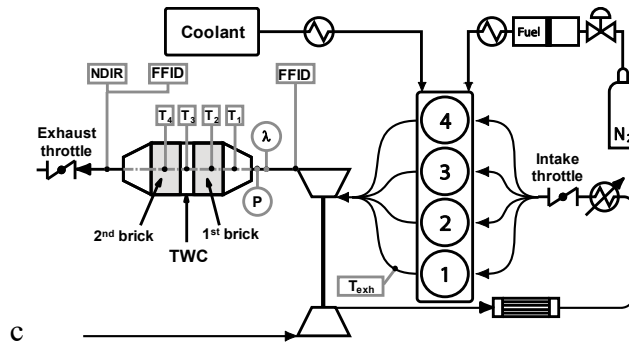 Coolant
Fuel
NDIR
FFID
FFID
T4
T3
T2
T1
λ
P
4
3
2
1
N2
Exhaust
throttle
Intake
throttle
2nd brick
1st brick
TWC
Texh
c